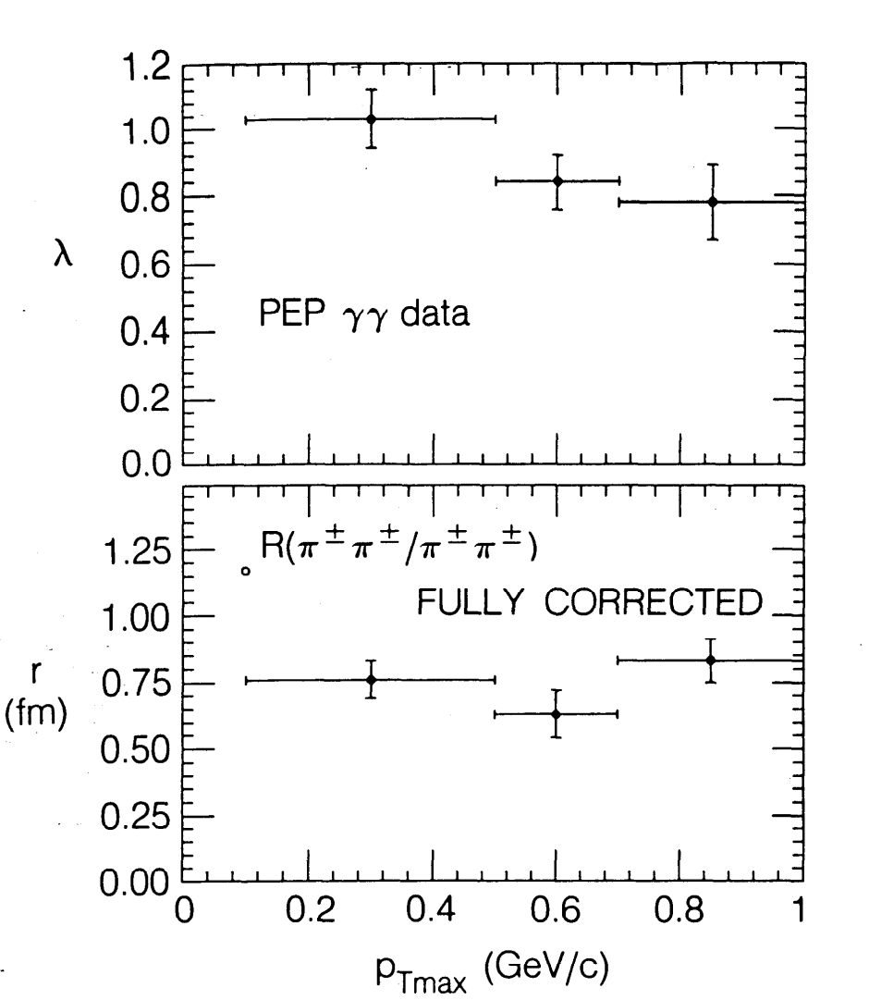 1.2
1.0
0.8
λ
0.6
PEP γγ data
0.4
0.2
0.0
R(π±π±/π±π±)
1.25
FULLY CORRECTED
1.00
r
(fm)
0.75
0.50
0.25
0.00
0 0.2 0.4 0.6 0.8 1
pTmax (GeV/c)